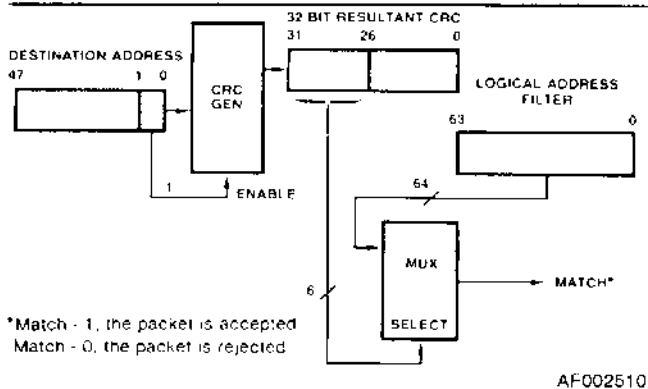 32 BIT RESULTANT CRC
31 26 0
DESTINATION ADDRESS
47 1 0
CRC
GEN
LOGICAL ADDRESS
FILTER
63 0
1
ENABLE
64
MUX
6
MATCH*
SELECT
*Match - 1, the packet is accepted
Match - 0, the packet is rejected
AF002510